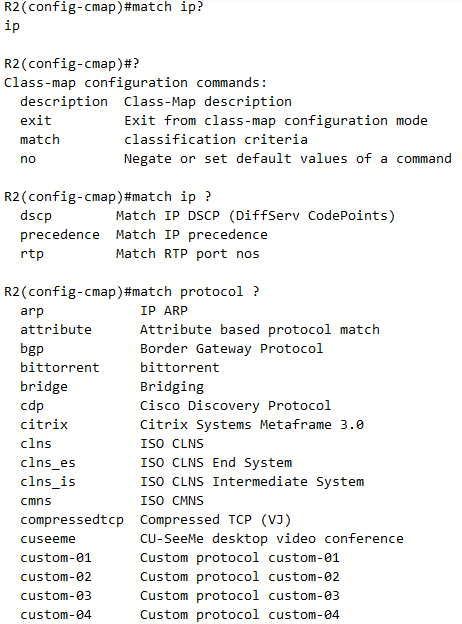 R2(config-cmap)#match ip?
ip
R2(config-cmap)#?
Class-map configuration commands:
  description  Class-Map description
  exit         Exit from class-map configuration mode
  match        classification criteria
  no           Negate or set default values of a command
R2(config-cmap)#match ip ?
  dscp        Match IP DSCP (DiffServ CodePoints)
  precedence  Match IP precedence
  rtp         Match RTP port nos
R2(config-cmap)#match protocol ?
  arp            IP ARP
  attribute      Attribute based protocol match
  bgp            Border Gateway Protocol
  bittorrent     bittorrent
  bridge         Bridging
  cdp            Cisco Discovery Protocol
  citrix         Citrix Systems Metaframe 3.0
  clns           ISO CLNS
  clns_es        ISO CLNS End System
  clns_is        ISO CLNS Intermediate System
  cmns           ISO CMNS
  compressedtcp  Compressed TCP (VJ)
  cuseeme        CU-SeeMe desktop video conference
  custom-01      Custom protocol custom-01
  custom-02      Custom protocol custom-02
  custom-03      Custom protocol custom-03
  custom-04      Custom protocol custom-04